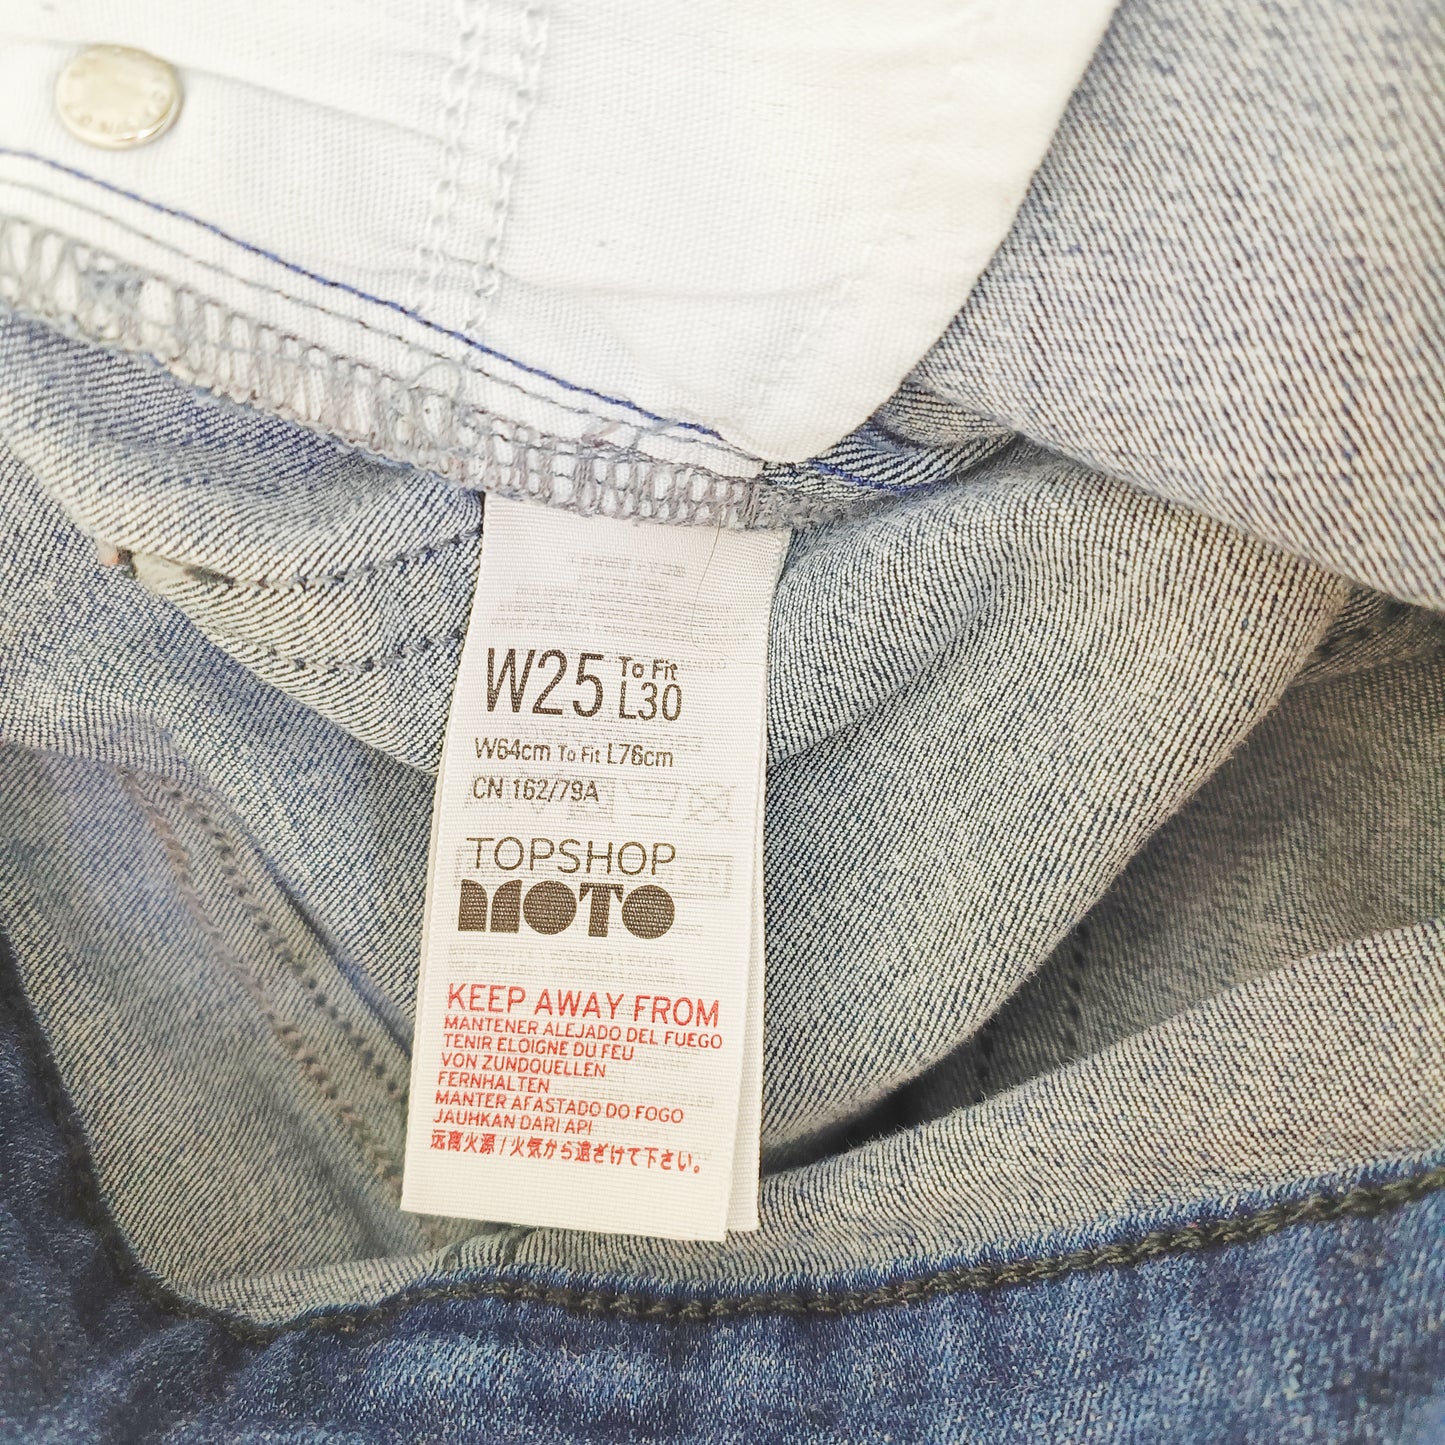 W25 To Fit L30
W64cm To Fit L76cm
CN 162/79A
TOPSHOP
MOTO
KEEP AWAY FROM
MANTENER ALEJADO DEL FUEGO
TENIR ELOIGNE DU FEU
VON ZUNDQUELLEN
FERNHALTEN
MANTER AFASTADO DO FOGO
JAUHKAN DARI API
远离火源 / 火気から遠ざけて下さい。